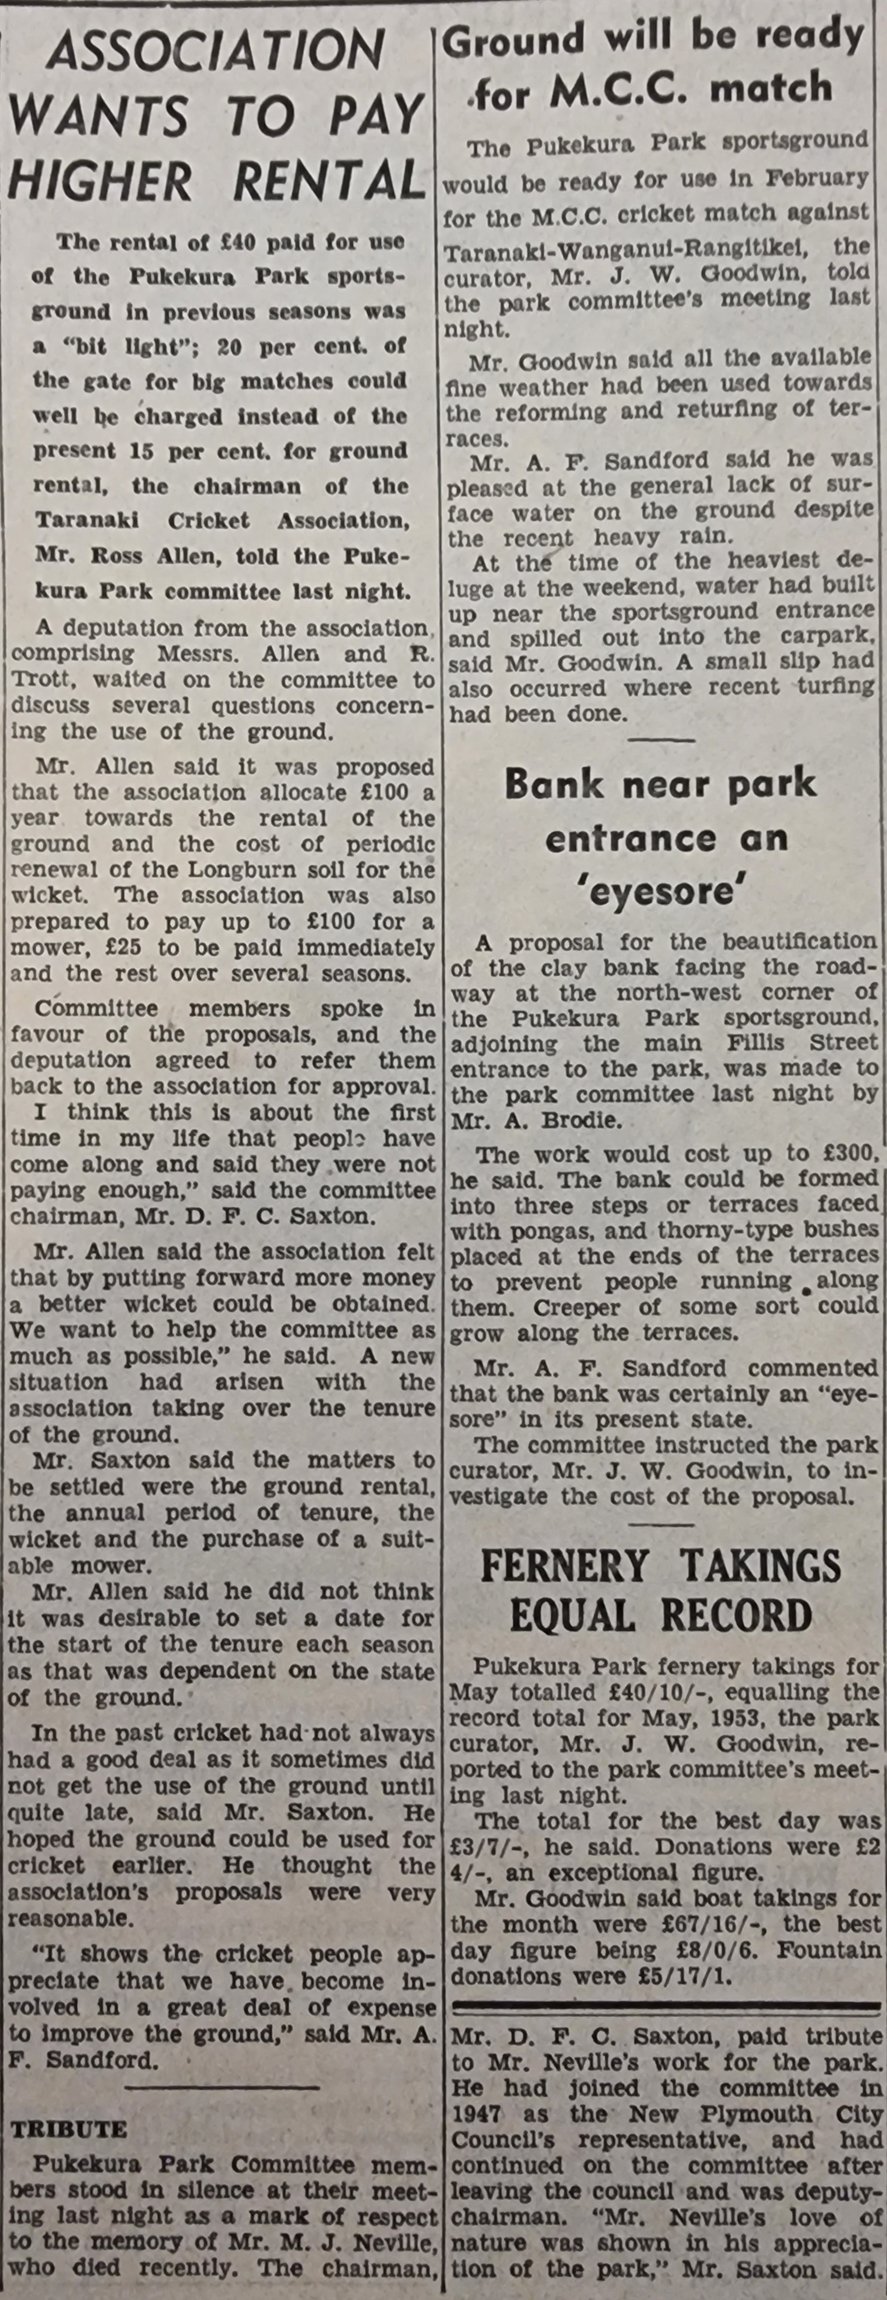 ASSOCIATION
WANTS TO PAY
HIGHER RENTAL
The rental of £40 paid for use
of the Pukekura Park sports-
ground in previous seasons was
a "bit light"; 20 per cent. of
the gate for big matches could
well be charged instead of the
present 15 per cent. for ground
rental, the chairman of the
Taranaki Cricket Association,
Mr. Ross Allen, told the Puke-
kura Park committee last night.
A deputation from the association,
comprising Messrs. Allen and R.
Trott, waited on the committee to
discuss several questions concern-
ing the use of the ground.
Mr. Allen said it was proposed
that the association allocate £100 a
year towards the rental of the
ground and the cost of periodic
renewal of the Longburn soil for the
wicket. The association was also
prepared to pay up to £100 for a
mower, £25 to be paid immediately
and the rest over several seasons.
Committee members spoke in
favour of the proposals, and the
deputation agreed to refer them
back to the association for approval.
I think this is about the first
time in my life that people have
come along and said they were not
paying enough," said the committee
chairman, Mr. D. F. C. Saxton.
Mr. Allen said the association felt
that by putting forward more money
a better wicket could be obtained.
We want to help the committee as
much as possible," he said. A new
situation had arisen with the
association taking over the tenure
of the ground.
Mr. Saxton said the matters to
be settled were the ground rental,
the annual period of tenure, the
wicket and the purchase of a suit-
able mower.
Mr. Allen said he did not think
it was desirable to set a date for
the start of the tenure each season
as that was dependent on the state
of the ground.
In the past cricket had not always
had a good deal as it sometimes did
not get the use of the ground until
quite late, said Mr. Saxton. He
hoped the ground could be used for
cricket earlier. He thought the
association's proposals were very
reasonable.
"It shows the cricket people ap-
preciate that we have become in-
volved in a great deal of expense
to improve the ground," said Mr. A.
F. Sandford.
TRIBUTE
Pukekura Park Committee mem-
bers stood in silence at their meet-
ing last night as a mark of respect
to the memory of Mr. M. J. Neville,
who died recently. The chairman,
Ground will be ready
for M.C.C. match
The Pukekura Park sportsground
would be ready for use in February
for the M.C.C. cricket match against
Taranaki-Wanganui-Rangitikei, the
curator, Mr. J. W. Goodwin, told
the park committee's meeting last
night.
Mr. Goodwin said all the available
fine weather had been used towards
the reforming and returfing of ter-
races.
Mr. A. F. Sandford said he was
pleased at the general lack of sur-
face water on the ground despite
the recent heavy rain.
At the time of the heaviest de-
luge at the weekend, water had built
up near the sportsground entrance
and spilled out into the carpark,
said Mr. Goodwin. A small slip had
also occurred where recent turfing
had been done.
Bank near park
entrance an
'eyesore'
A proposal for the beautification
of the clay bank facing the road-
way at the north-west corner of
the Pukekura Park sportsground,
adjoining the main Fillis Street
entrance to the park, was made to
the park committee last night by
Mr. A. Brodie.
The work would cost up to £300,
he said. The bank could be formed
into three steps or terraces faced
with pongas, and thorny-type bushes
placed at the ends of the terraces
to prevent people running along
them. Creeper of some sort could
grow along the terraces.
Mr. A. F. Sandford commented
that the bank was certainly an "eye-
sore" in its present state.
The committee instructed the park
curator, Mr. J. W. Goodwin, to in-
vestigate the cost of the proposal.
FERNERY TAKINGS
EQUAL RECORD
Pukekura Park fernery takings for
May totalled £40/10/-, equalling the
record total for May, 1953, the park
curator, Mr. J. W. Goodwin, re-
ported to the park committee's meet-
ing last night.
The total for the best day was
£3/7/-, he said. Donations were £2
4/-, an exceptional figure.
Mr. Goodwin said boat takings for
the month were £67/16/-, the best
day figure being £8/0/6. Fountain
donations were £5/17/1.
Mr. D. F. C. Saxton, paid tribute
to Mr. Neville's work for the park.
He had joined the committee in
1947 as the New Plymouth City
Council's representative, and had
continued on the committee after
leaving the council and was deputy-
chairman. "Mr. Neville's love of
nature was shown in his apprecia-
tion of the park," Mr. Saxton said.